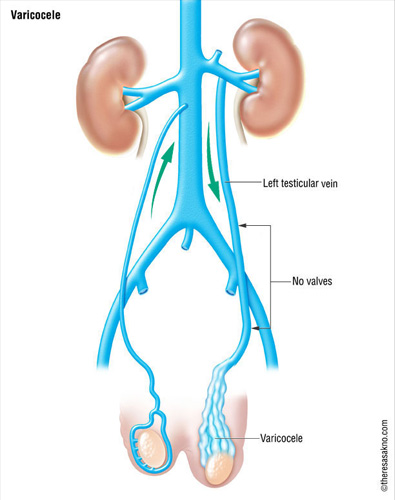 Varicocele
Left testicular vein
No valves
Varicocele
©theresasakno.com